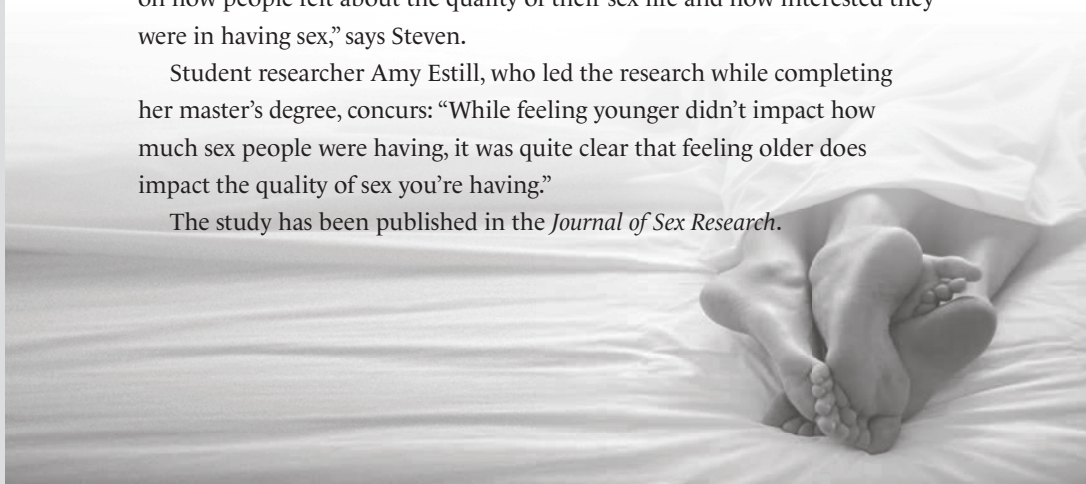 on how people felt about the quality of their sex life and how interested they
were in having sex,” says Steven.
Student researcher Amy Estill, who led the research while completing
her master’s degree, concurs: “While feeling younger didn’t impact how
much sex people were having, it was quite clear that feeling older does
impact the quality of sex you’re having.”
The study has been published in the Journal of Sex Research.